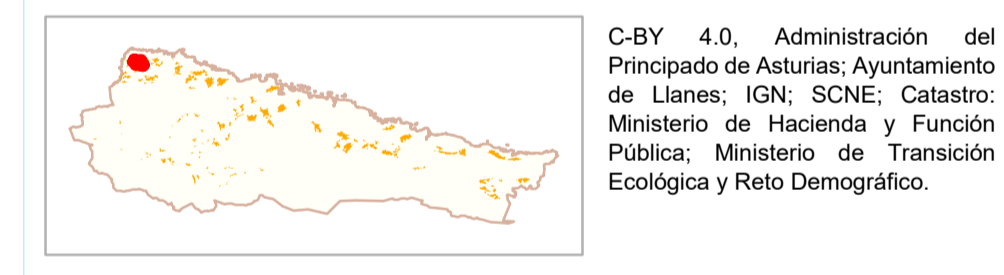 C-BY 4.0, Administración del
Principado de Asturias; Ayuntamiento
de Llanes; IGN; SCNE; Catastro:
Ministerio de Hacienda y Función
Pública; Ministerio de Transición
Ecológica y Reto Demográfico.